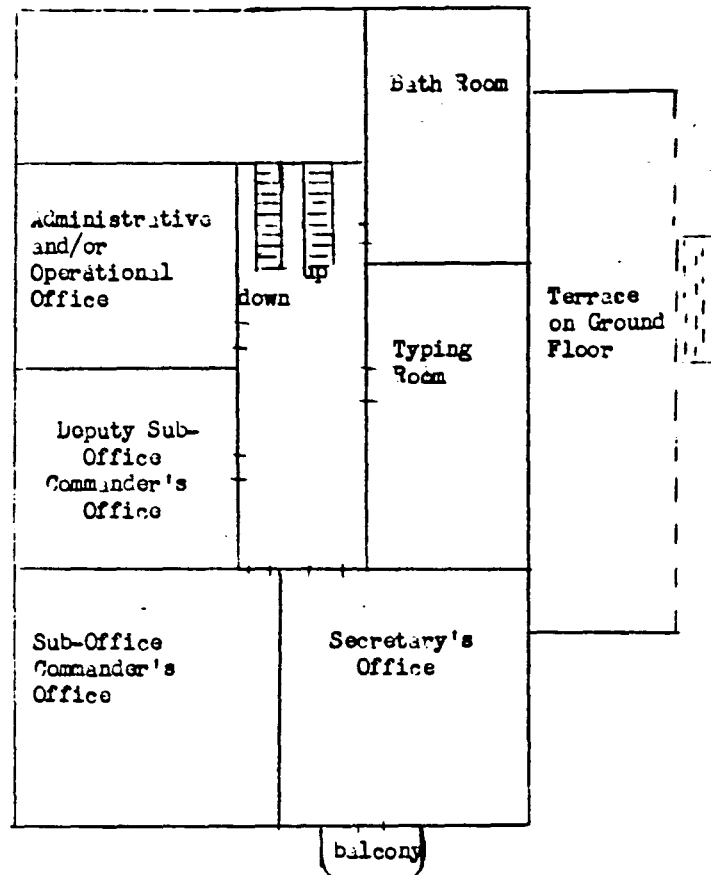 Bath Room
Administrative
and/or
Operational
Office
down
up
Typing
Room
Terrace
on Ground
Floor
Deputy Sub-
Office
Commander's
Office
Sub-Office
Commander's
Office
Secretary's
Office
balcony